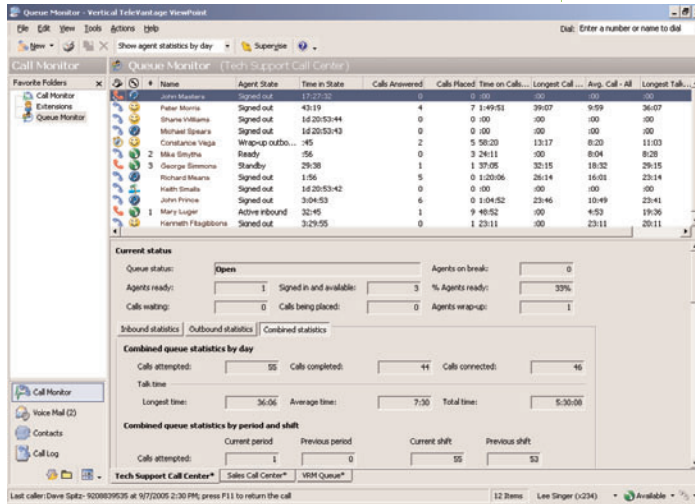 Queue Monitor - Vertical TeleVantage ViewPoint
File Edit View Tools Actions Help Dial: Enter a number or name to dial
New Show agent statistics by day Supervise
Call Monitor Queue Monitor (Tech Support Call Center)
Favorite Folders x
Call Monitor
Extensions
Queue Monitor
Name Agent State Time in State Calls Answered Calls Placed Time on Calls... Longest Call ... Avg. Call - All Longest Talk...
John Masters Signed out 17:27:32 0 0 :00 :00 :00 :00
Peter Morris Signed out 43:19 4 7 1:49:51 39:07 9:59 36:07
Shane Williams Signed out 1d 20:53:44 0 0 :00 :00 :00 :00
Michael Spears Signed out 1d 20:53:43 0 0 :00 :00 :00 :00
Constance Vega Wrap-up outbo... :45 2 5 58:20 13:17 8:20 11:03
2 Mike Smythe Ready :56 0 3 24:11 :00 8:04 8:28
3 George Simmons Standby 29:38 1 1 37:05 32:15 18:32 29:15
Richard Means Signed out 1:56 5 0 1:20:06 26:14 16:01 23:14
Keith Smalls Signed out 1d 20:53:42 0 0 :00 :00 :00 :00
John Prince Signed out 3:04:53 6 0 1:04:52 23:46 10:49 23:41
1 Mary Luger Active inbound 32:45 1 9 48:52 :00 4:53 19:36
Kenneth Fitsgibbons Signed out 3:29:55 0 1 23:11 :00 23:11 20:11
Current status
Queue status: Open Agents on break: 0
Agents ready: 1 Signed in and available: 3 % Agents ready: 33%
Calls waiting: 0 Calls being placed: 0 Agents wrap-up: 1
Inbound statistics Outbound statistics Combined statistics
Combined queue statistics by day
Calls attempted: 55 Calls completed: 44 Calls connected: 46
Talk time
Longest time: 36:06 Average time: 7:30 Total time: 5:30:08
Combined queue statistics by period and shift
Current period Previous period Current shift Previous shift
Calls attempted: 1 0 55 53
Call Monitor
Voice Mail (2)
Contacts
Call Log
Tech Support Call Center* Sales Call Center* VRM Queue*
Last caller:Dave Spitz- 9200839535 at 9/7/2005 2:30 PM; press F11 to return the call 12 Items Lee Singer (x234) Available